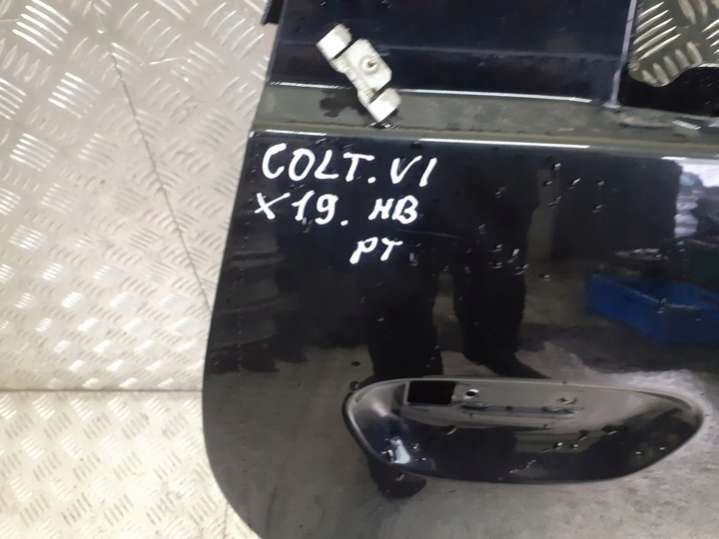 COLT. VI
X19. HB
PT